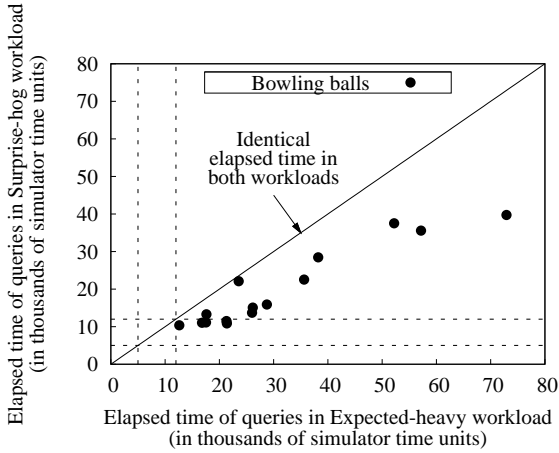 Elapsed time of queries in Surprise-hog workload
(in thousands of simulator time units)
80
70
60
50
40
30
20
10
0
Bowling balls
Identical
elapsed time in
both workloads
0 10 20 30 40 50 60 70 80
Elapsed time of queries in Expected-heavy workload
(in thousands of simulator time units)